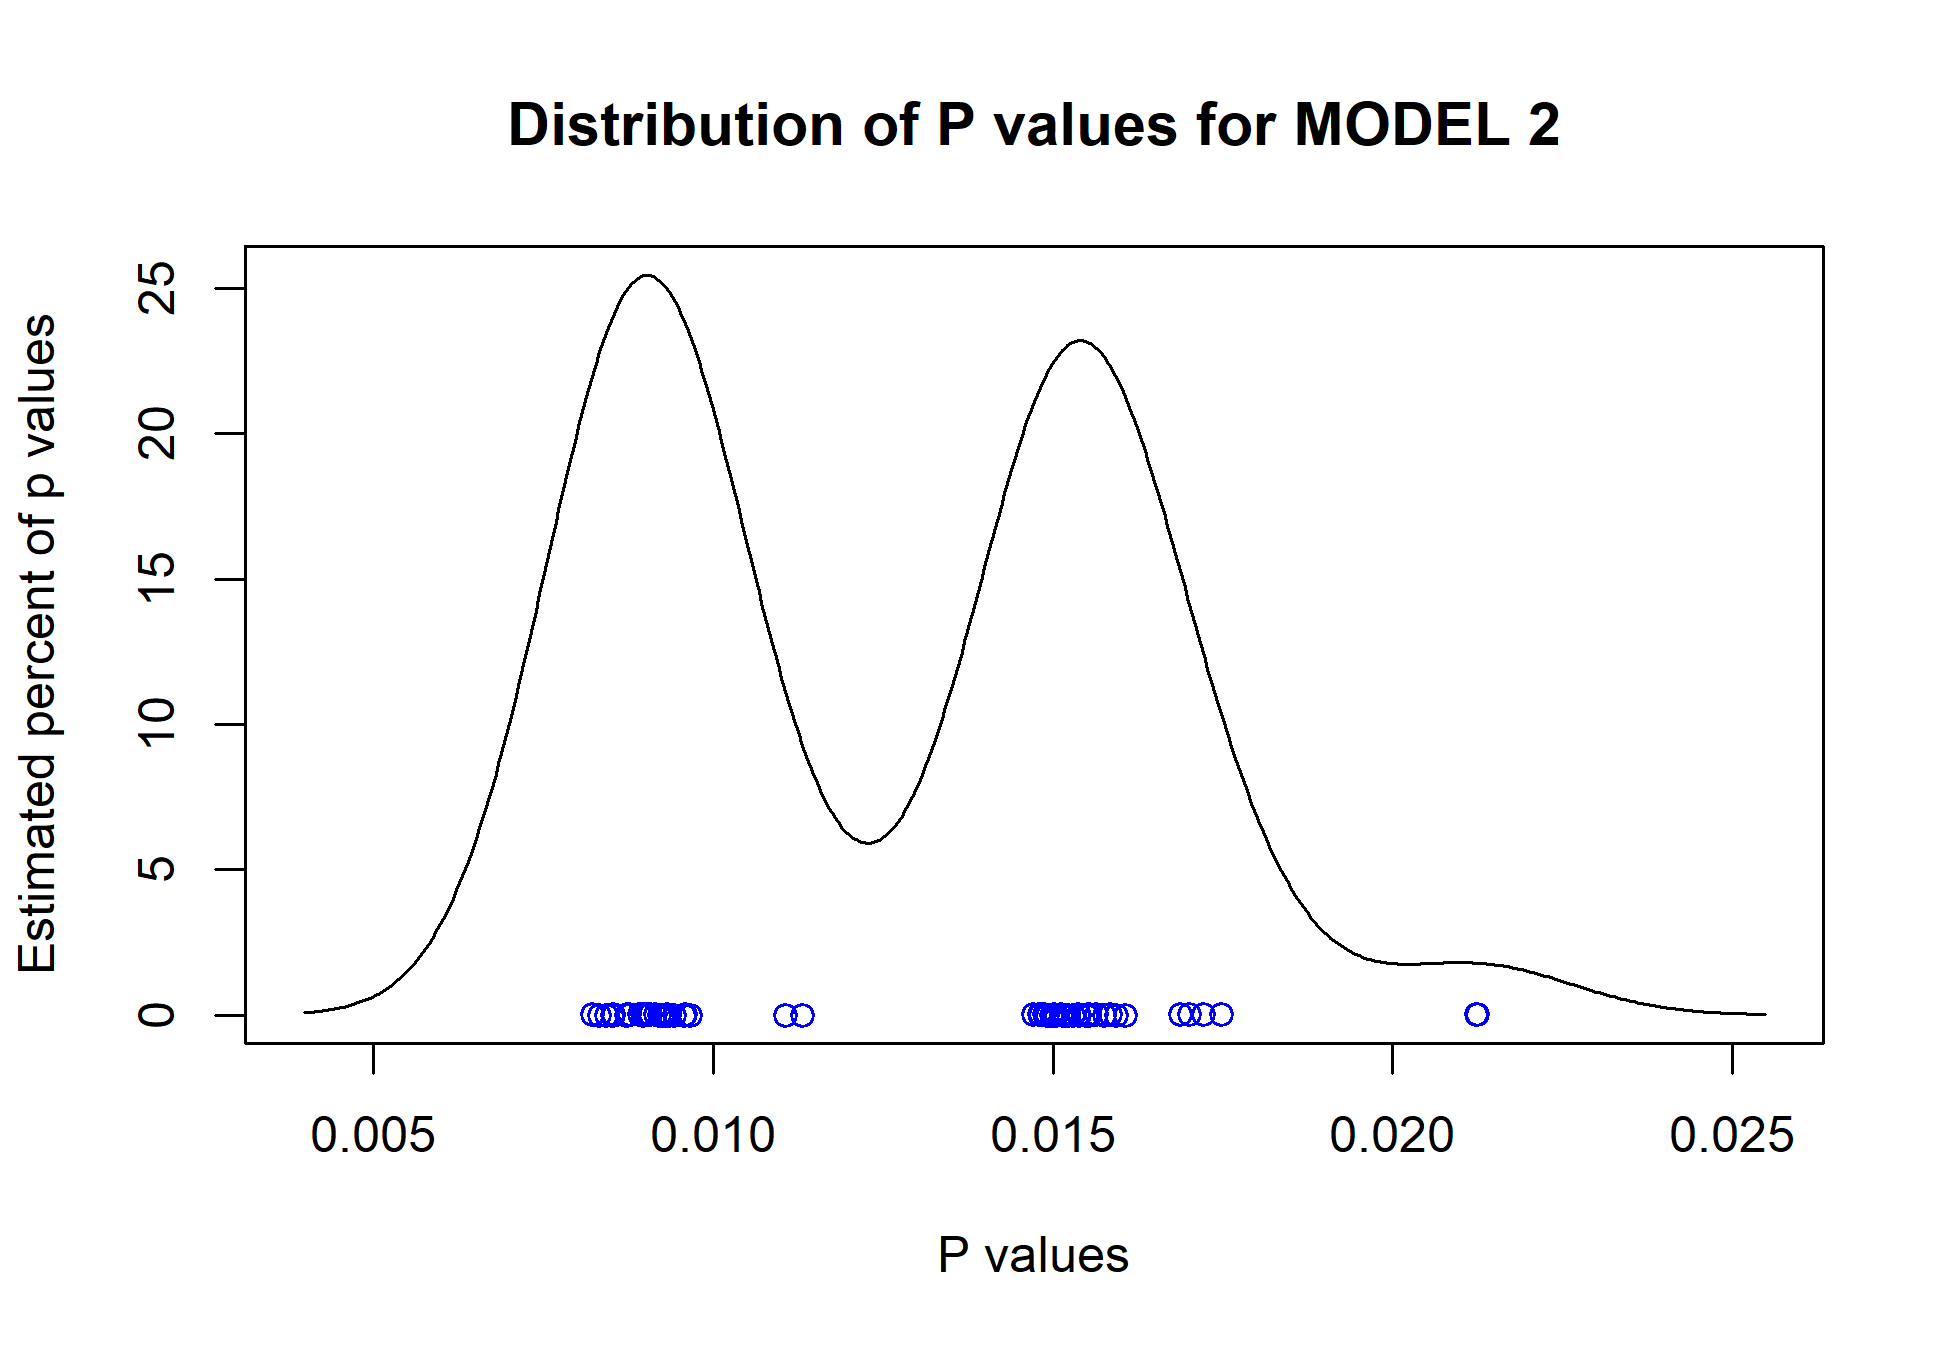 Distribution of P values for MODEL 2
Estimated percent of p values
25
20
15
10
5
0
0.005 0.010 0.015 0.020 0.025
P values